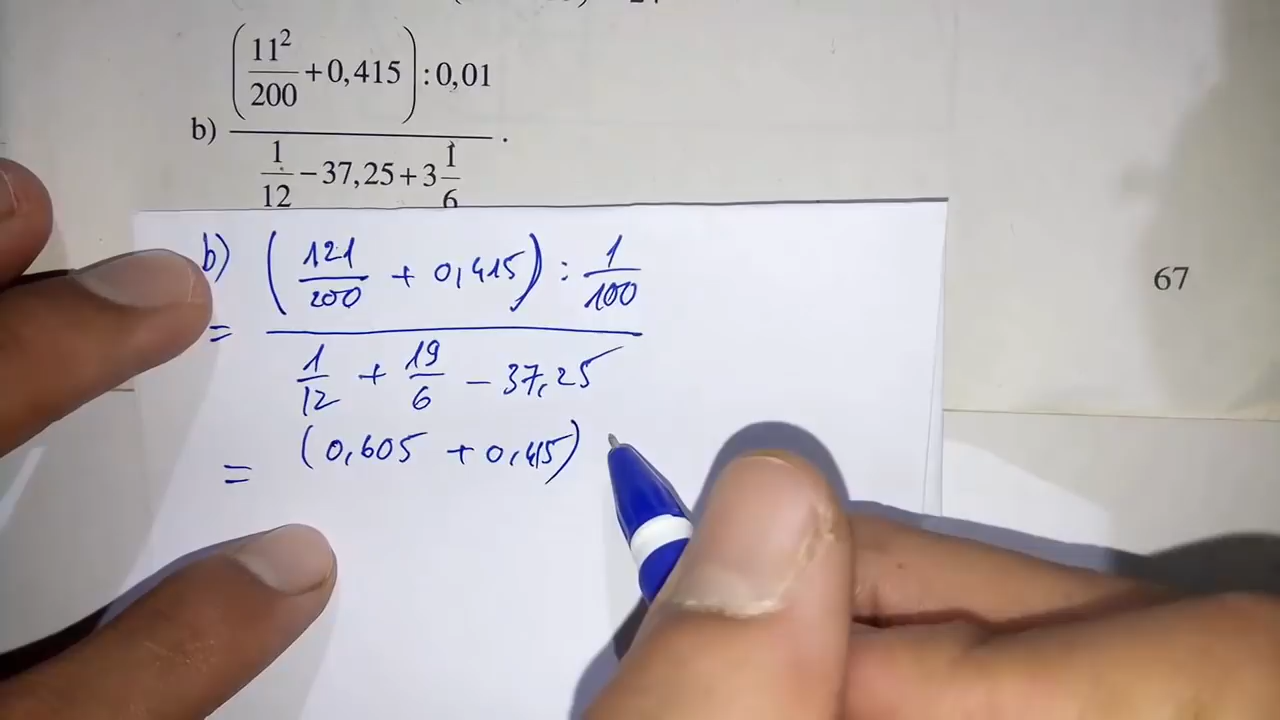 24
(11²/200 + 0,415) : 0,01
b) ―――― .
1/12 − 37,25 + 3 1/6
67
b) (121/200 + 0,415) : 1/100
= ――――
1/12 + 19/6 − 37,25
= (0,605 + 0,415)